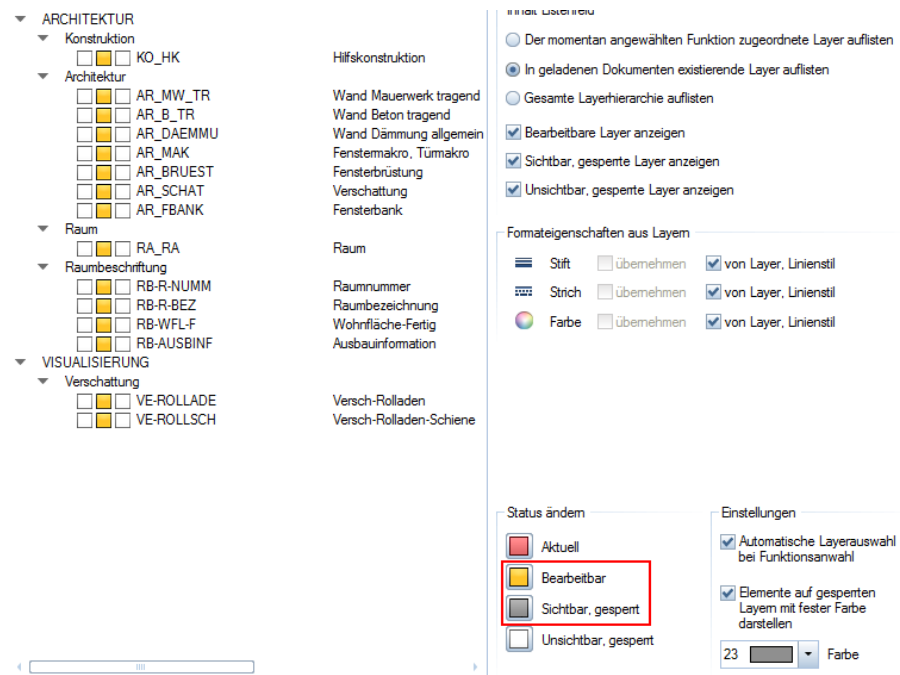 ARCHITEKTUR
Konstruktion
KO_HK Hilfskonstruktion
Architektur
AR_MW_TR Wand Mauerwerk tragend
AR_B_TR Wand Beton tragend
AR_DAEMMU Wand Dämmung allgemein
AR_MAK Fenstermakro, Türmakro
AR_BRUEST Fensterbrüstung
AR_SCHAT Verschattung
AR_FBANK Fensterbank
Raum
RA_RA Raum
Raumbeschriftung
RB-R-NUMM Raumnummer
RB-R-BEZ Raumbezeichnung
RB-WFL-F Wohnfläche-Fertig
RB-AUSBINF Ausbauinformation
VISUALISIERUNG
Verschattung
VE-ROLLADE Versch-Rolladen
VE-ROLLSCH Versch-Rolladen-Schiene
Inhalt Listenfeld
Der momentan angewählten Funktion zugeordnete Layer auflisten
In geladenen Dokumenten existierende Layer auflisten
Gesamte Layerhierarchie auflisten
Bearbeitbare Layer anzeigen
Sichtbar, gesperrte Layer anzeigen
Unsichtbar, gesperrte Layer anzeigen
Formateigenschaften aus Layern
Stift übernehmen von Layer, Linienstil
Strich übernehmen von Layer, Linienstil
Farbe übernehmen von Layer, Linienstil
Status ändern
Aktuell
Bearbeitbar
Sichtbar, gesperrt
Unsichtbar, gesperrt
Einstellungen
Automatische Layerauswahl
bei Funktionsanwahl
Elemente auf gesperrten
Layern mit fester Farbe
darstellen
23 Farbe